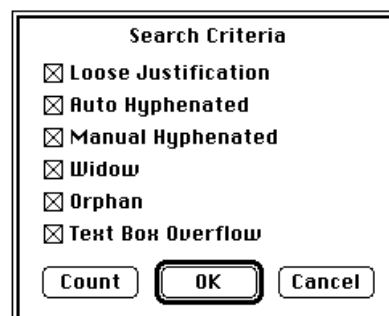 Search Criteria
Loose Justification
Auto Hyphenated
Manual Hyphenated
Widow
Orphan
Text Box Overflow
Count OK Cancel